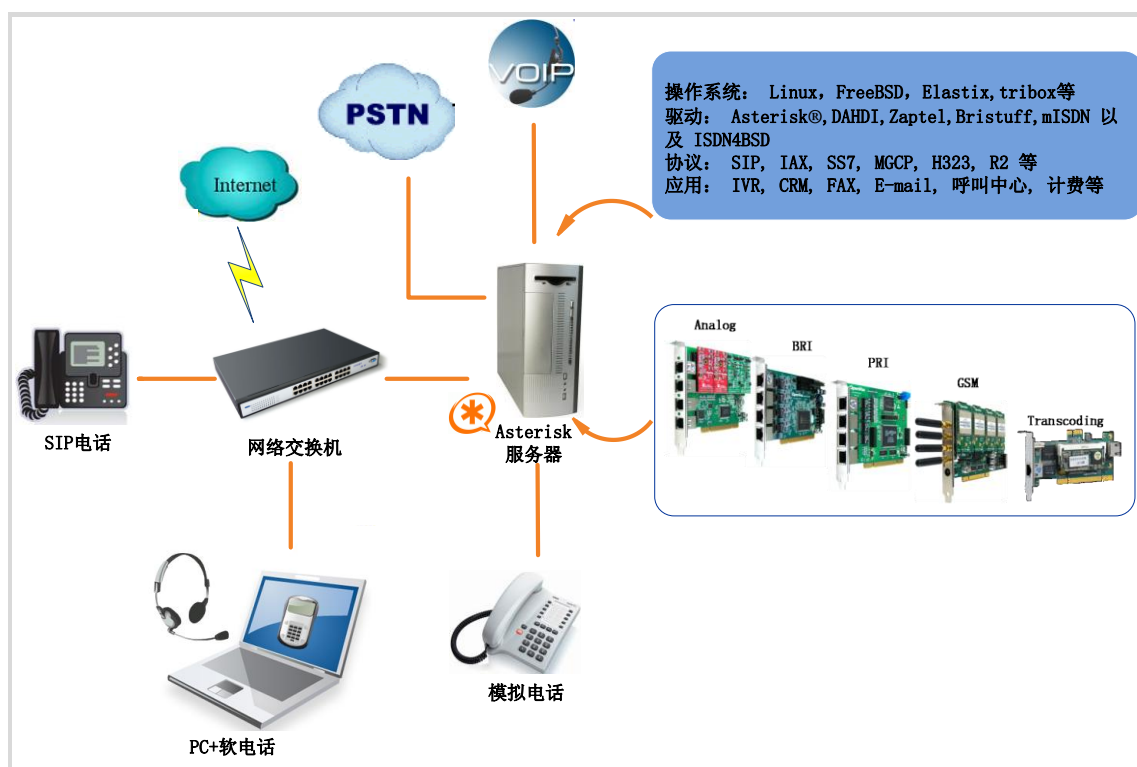 VOIP
PSTN
Internet
操作系统： Linux，FreeBSD，Elastix,tribox等
驱动： Asterisk®,DAHDI,Zaptel,Bristuff,mISDN 以
及 ISDN4BSD
协议： SIP, IAX, SS7, MGCP, H323, R2 等
应用： IVR, CRM, FAX, E-mail, 呼叫中心, 计费等
Analog
BRI
PRI
GSM
Transcoding
SIP电话
网络交换机
Asterisk
服务器
PC+软电话
模拟电话